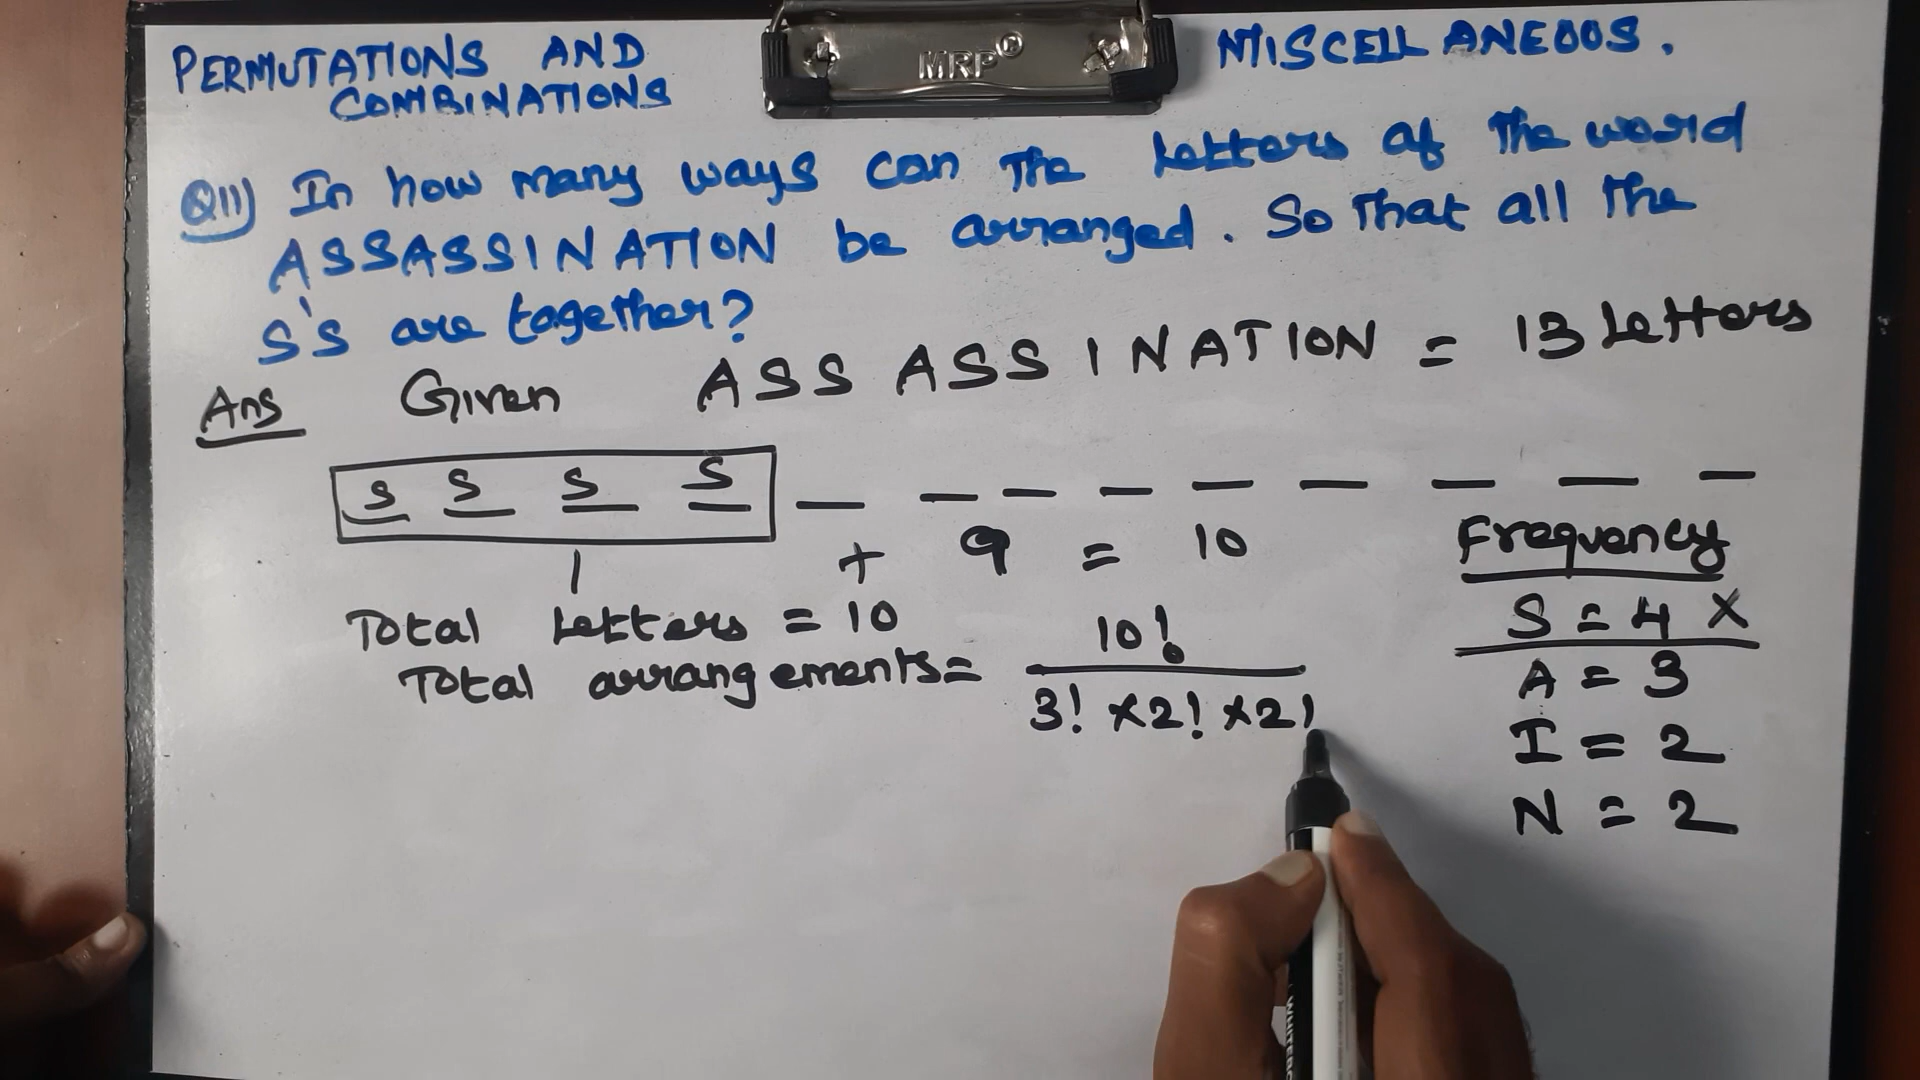 PERMUTATIONS AND
COMBINATIONS
MRP®
MISCELLANEOUS.
Q11) In how many ways can The Letters of The word
ASSASSINATION be arranged. So That all The
S's are together?
Ans Given ASSASSINATION = 13 Letters
S S S S _ _ _ _ _ _ _ _ _
1 + 9 = 10
Total Letters = 10
Total arrangements = 10! / 3! × 2! × 2!
Frequency
S = 4 ×
A = 3
I = 2
N = 2